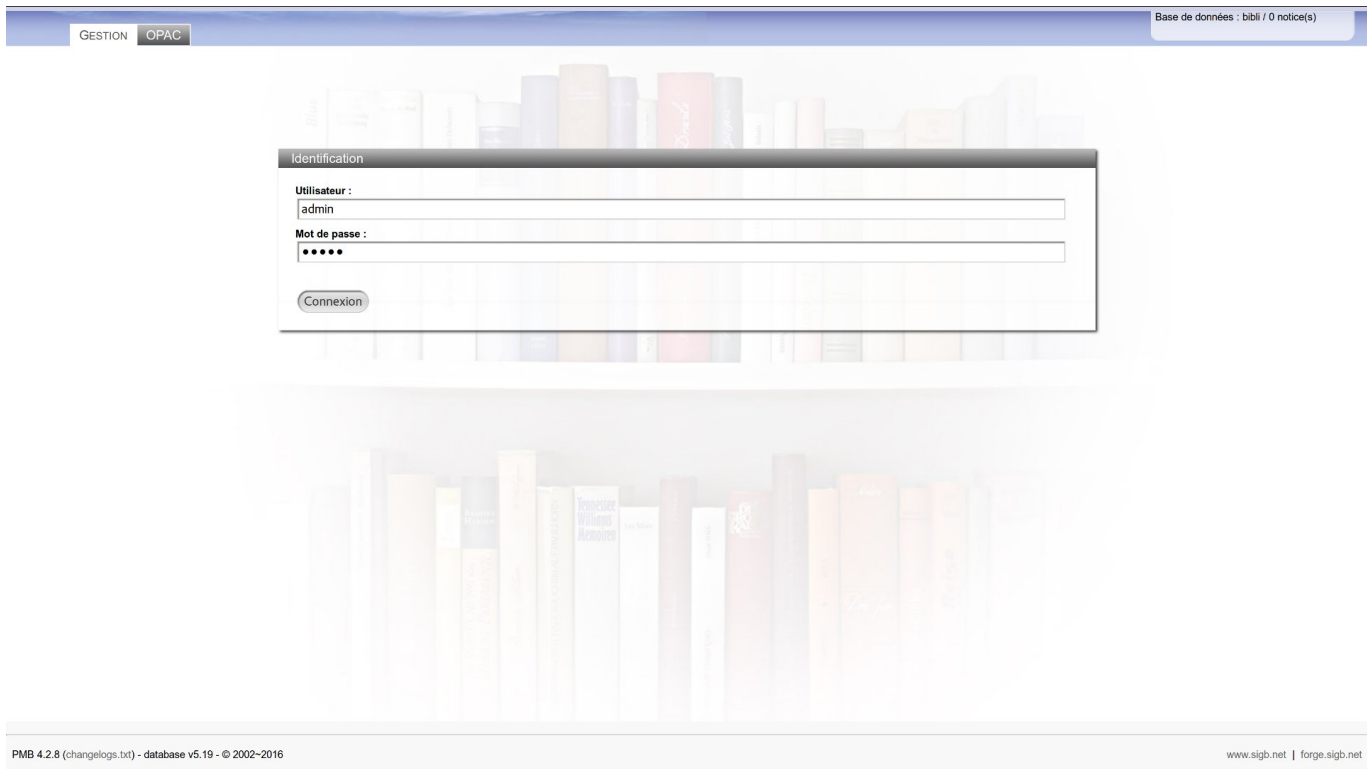 GESTION OPAC
Base de données : bibli / 0 notice(s)
Identification
Utilisateur :
admin
Mot de passe :
●●●●●
Connexion
Tennessee
Williams
Memoiren
PMB 4.2.8 (changelogs.txt) - database v5.19 - © 2002~2016
www.sigb.net | forge.sigb.net